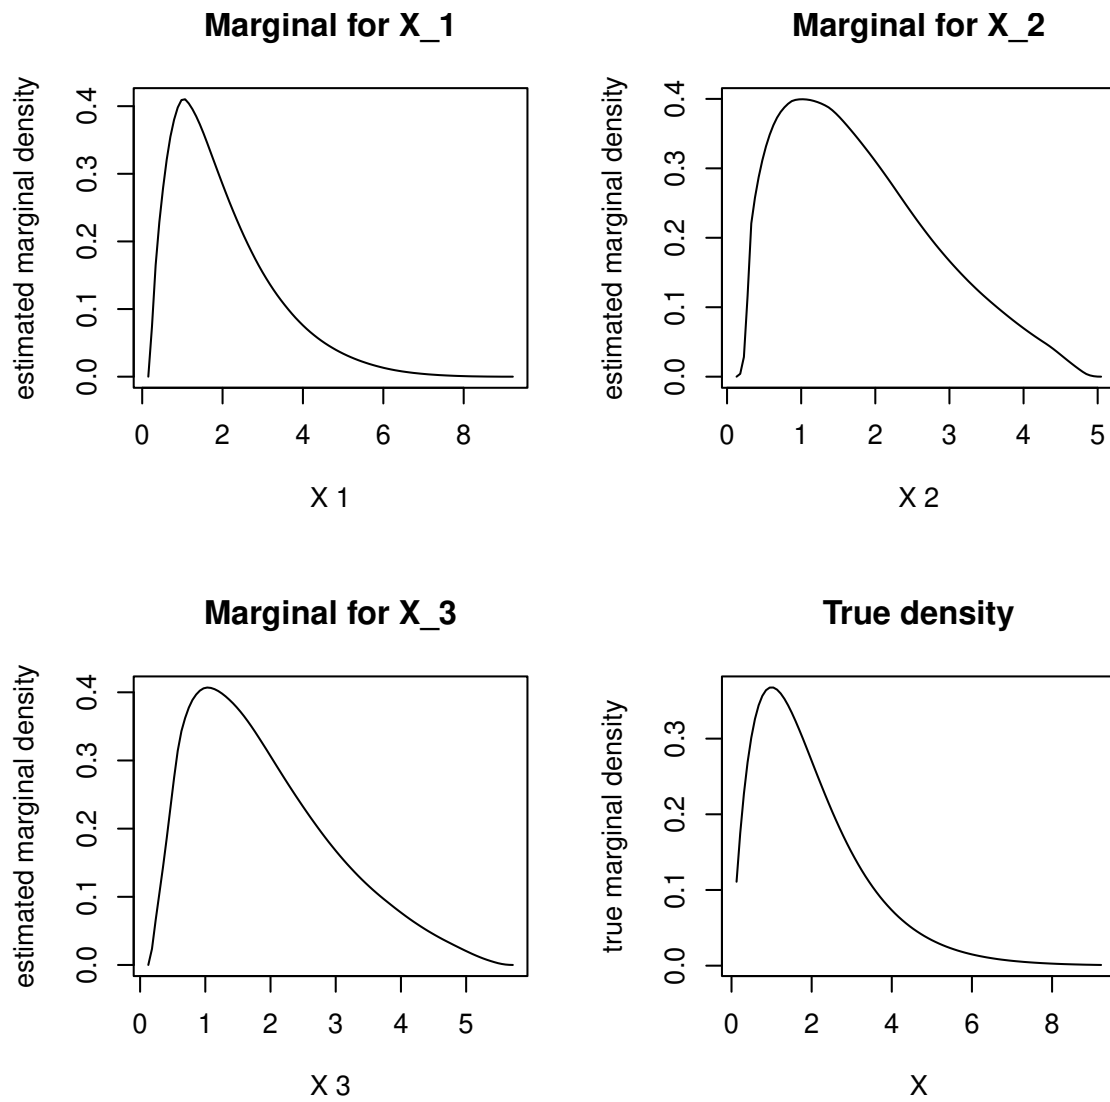 Marginal for X_1
estimated marginal density
0.0 0.1 0.2 0.3 0.4
0 2 4 6 8
X 1
Marginal for X_2
estimated marginal density
0.0 0.1 0.2 0.3 0.4
0 1 2 3 4 5
X 2
Marginal for X_3
estimated marginal density
0.0 0.1 0.2 0.3 0.4
0 1 2 3 4 5
X 3
True density
true marginal density
0.0 0.1 0.2 0.3
0 2 4 6 8
X